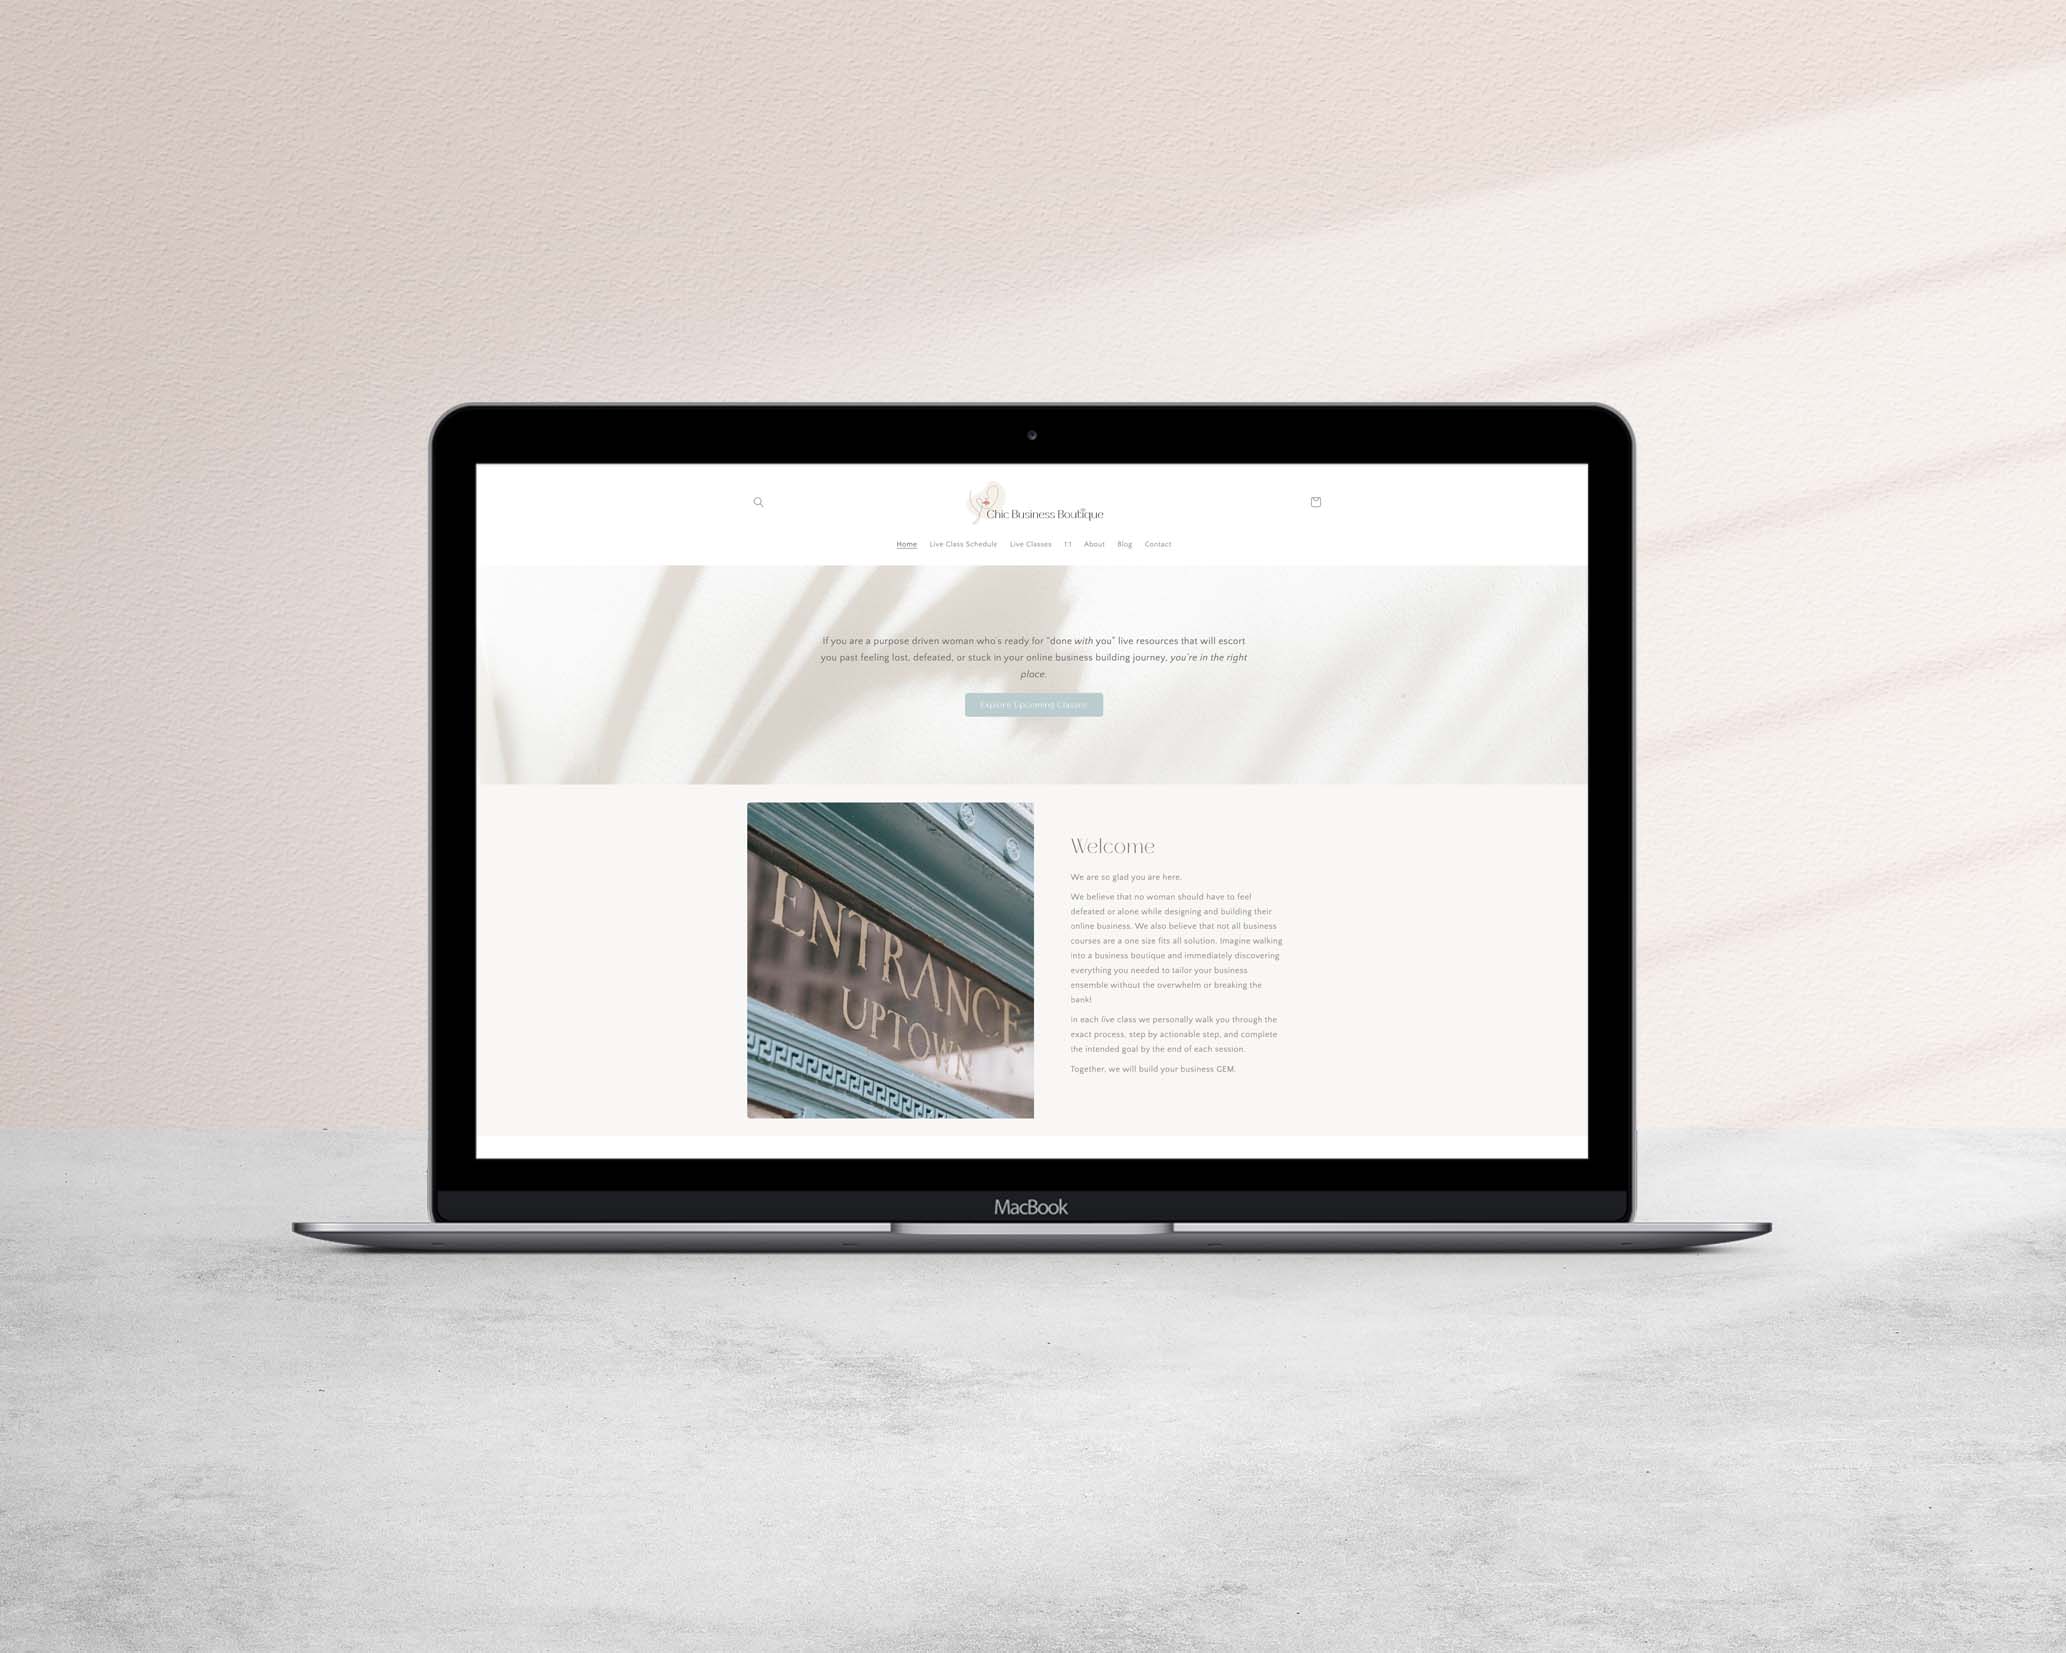 Chic Business Boutique
Home Live Class Schedule Live Classes 1:1 About Blog Contact
If you are a purpose driven woman who's ready for "done with you" live resources that will escort
you past feeling lost, defeated, or stuck in your online business building journey, you're in the right
place.
Explore Upcoming Classes
ENTRANCE
UPTOWN
Welcome
We are so glad you are here.
We believe that no woman should have to feel
defeated or alone while designing and building their
online business. We also believe that not all business
courses are a one size fits all solution. Imagine walking
into a business boutique and immediately discovering
everything you needed to tailor your business
ensemble without the overwhelm or breaking the
bank!
in each live class we personally walk you through the
exact process, step by actionable step, and complete
the intended goal by the end of each session.
Together, we will build your business GEM.
MacBook